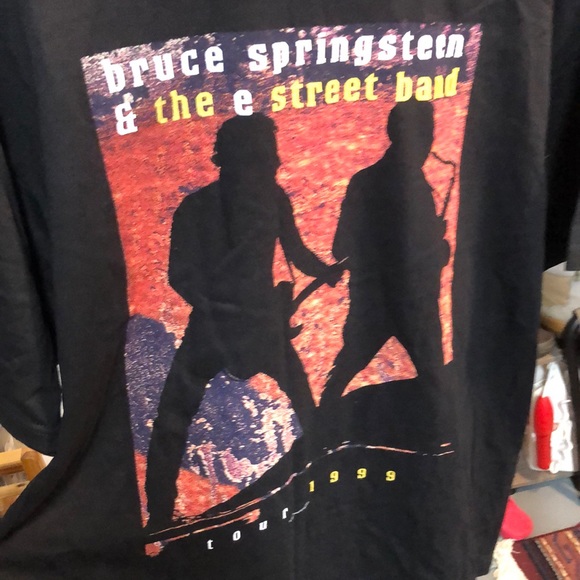 bruce springsteen
& the e street band
tour 1999